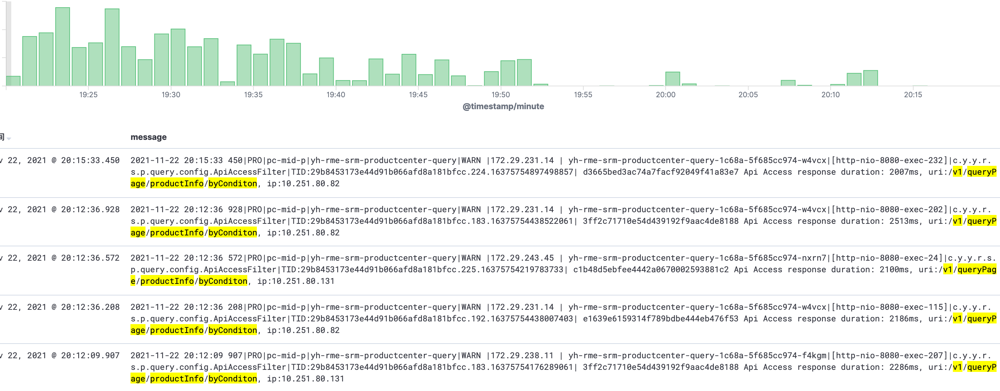 19:25 19:30 19:35 19:40 19:45 19:50 19:55 20:00 20:05 20:10 20:15
@timestamp/minute
间 message
v 22, 2021 @ 20:15:33.450 2021-11-22 20:15:33 450|PRO|pc-mid-p|yh-rme-srm-productcenter-query|WARN |172.29.231.14 | yh-rme-srm-productcenter-query-1c68a-5f685cc974-w4vcx|[http-nio-8080-exec-232]|c.y.y.r.
s.p.query.config.ApiAccessFilter|TID:29b8453173e44d91b066afd8a181bfcc.224.16375754897498857| d3665bed3ac74a7facf92049f41a83e7 Api Access response duration: 2007ms, uri:/v1/queryP
age/productInfo/byConditon, ip:10.251.80.82
v 22, 2021 @ 20:12:36.928 2021-11-22 20:12:36 928|PRO|pc-mid-p|yh-rme-srm-productcenter-query|WARN |172.29.231.14 | yh-rme-srm-productcenter-query-1c68a-5f685cc974-w4vcx|[http-nio-8080-exec-202]|c.y.y.r.
s.p.query.config.ApiAccessFilter|TID:29b8453173e44d91b066afd8a181bfcc.183.16375754438522061| 3ff2c71710e54d439192f9aac4de8188 Api Access response duration: 2513ms, uri:/v1/queryP
age/productInfo/byConditon, ip:10.251.80.82
v 22, 2021 @ 20:12:36.572 2021-11-22 20:12:36 572|PRO|pc-mid-p|yh-rme-srm-productcenter-query|WARN |172.29.243.45 | yh-rme-srm-productcenter-query-1c68a-5f685cc974-nxrn7|[http-nio-8080-exec-24]|c.y.y.r.s.
p.query.config.ApiAccessFilter|TID:29b8453173e44d91b066afd8a181bfcc.225.16375754219783733| c1b48d5ebfee4442a0670002593881c2 Api Access response duration: 2100ms, uri:/v1/queryPag
e/productInfo/byConditon, ip:10.251.80.131
v 22, 2021 @ 20:12:36.208 2021-11-22 20:12:36 208|PRO|pc-mid-p|yh-rme-srm-productcenter-query|WARN |172.29.231.14 | yh-rme-srm-productcenter-query-1c68a-5f685cc974-w4vcx|[http-nio-8080-exec-115]|c.y.y.r.
s.p.query.config.ApiAccessFilter|TID:29b8453173e44d91b066afd8a181bfcc.192.16375754438007403| e1639e6159314f789bdbe444eb476f53 Api Access response duration: 2186ms, uri:/v1/queryP
age/productInfo/byConditon, ip:10.251.80.82
v 22, 2021 @ 20:12:09.907 2021-11-22 20:12:09 907|PRO|pc-mid-p|yh-rme-srm-productcenter-query|WARN |172.29.238.11 | yh-rme-srm-productcenter-query-1c68a-5f685cc974-f4kgm|[http-nio-8080-exec-207]|c.y.y.r.
s.p.query.config.ApiAccessFilter|TID:29b8453173e44d91b066afd8a181bfcc.183.16375754176289061| 3ff2c71710e54d439192f9aac4de8188 Api Access response duration: 2286ms, uri:/v1/queryP
age/productInfo/byConditon, ip:10.251.80.131